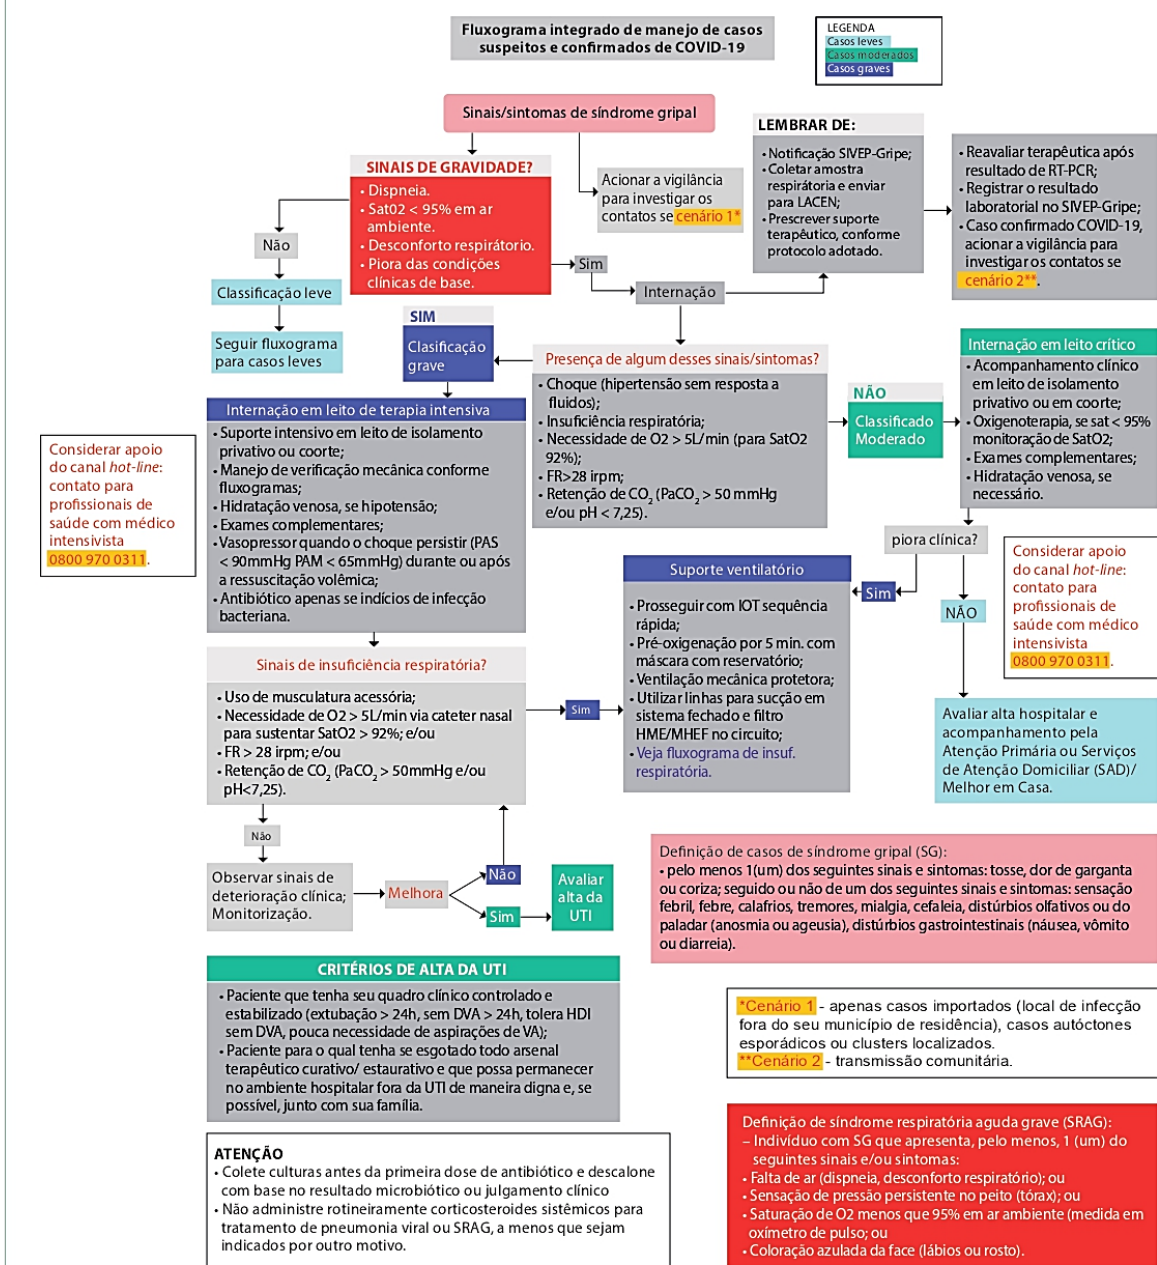 Fluxograma integrado de manejo de casos
suspeitos e confirmados de COVID-19
LEGENDA
Casos leves
Casos moderados
Casos graves
Sinais/sintomas de síndrome gripal
SINAIS DE GRAVIDADE?
• Dispneia.
• Sat02 < 95% em ar
ambiente.
• Desconforto respirátorio.
• Piora das condições
clínicas de base.
Acionar a vigilância
para investigar os
contatos se cenário 1*
LEMBRAR DE:
• Notificação SIVEP-Gripe;
• Coletar amostra
respirátoria e enviar
para LACEN;
• Prescrever suporte
terapêutico, conforme
protocolo adotado.
• Reavaliar terapêutica após
resultado de RT-PCR;
• Registrar o resultado
laboratorial no SIVEP-Gripe;
• Caso confirmado COVID-19,
acionar a vigilância para
investigar os contatos se
cenário 2**.
Não
Sim
Internação
Classificação leve
Seguir fluxograma
para casos leves
SIM
Clasificação
grave
Presença de algum desses sinais/sintomas?
• Choque (hipertensão sem resposta a
fluidos);
• Insuficiência respiratória;
• Necessidade de O2 > 5L/min (para SatO2
92%);
• FR>28 irpm;
• Retenção de CO2 (PaCO2 > 50 mmHg
e/ou pH < 7,25).
NÃO
Classificado
Moderado
Internação em leito crítico
• Acompanhamento clínico
em leito de isolamento
privativo ou em coorte;
• Oxigenoterapia, se sat < 95%
monitoração de SatO2;
• Exames complementares;
• Hidratação venosa, se
necessário.
Internação em leito de terapia intensiva
• Suporte intensivo em leito de isolamento
privativo ou coorte;
• Manejo de verificação mecânica conforme
fluxogramas;
• Hidratação venosa, se hipotensão;
• Exames complementares;
• Vasopressor quando o choque persistir (PAS
< 90mmHg PAM < 65mmHg) durante ou após
a ressuscitação volêmica;
• Antibiótico apenas se indícios de infecção
bacteriana.
Considerar apoio
do canal hot-line:
contato para
profissionais de
saúde com médico
intensivista
0800 970 0311.
piora clínica?
Sim
NÃO
Considerar apoio
do canal hot-line:
contato para
profissionais de
saúde com médico
intensivista
0800 970 0311.
Suporte ventilatório
• Prosseguir com IOT sequência
rápida;
• Pré-oxigenação por 5 min. com
máscara com reservatório;
• Ventilação mecânica protetora;
• Utilizar linhas para sucção em
sistema fechado e filtro
HME/MHEF no circuito;
• Veja fluxograma de insuf.
respiratória.
Sinais de insuficiência respiratória?
• Uso de musculatura acessória;
• Necessidade de O2 > 5L/min via cateter nasal
para sustentar SatO2 > 92%; e/ou
• FR > 28 irpm; e/ou
• Retenção de CO2 (PaCO2 > 50mmHg e/ou
pH<7,25).
Sim
Avaliar alta hospitalar e
acompanhamento pela
Atenção Primária ou Serviços
de Atenção Domiciliar (SAD)/
Melhor em Casa.
Não
Observar sinais de
deterioração clínica;
Monitorização.
Melhora
Não
Sim
Avaliar
alta da
UTI
Definição de casos de síndrome gripal (SG):
• pelo menos 1(um) dos seguintes sinais e sintomas: tosse, dor de garganta
ou coriza; seguido ou não de um dos seguintes sinais e sintomas: sensação
febril, febre, calafrios, tremores, mialgia, cefaleia, distúrbios olfativos ou do
paladar (anosmia ou ageusia), distúrbios gastrointestinais (náusea, vômito
ou diarreia).
CRITÉRIOS DE ALTA DA UTI
• Paciente que tenha seu quadro clínico controlado e
estabilizado (extubação > 24h, sem DVA > 24h, tolera HDI
sem DVA, pouca necessidade de aspirações de VA);
• Paciente para o qual tenha se esgotado todo arsenal
terapêutico curativo/ estaurativo e que possa permanecer
no ambiente hospitalar fora da UTI de maneira digna e, se
possível, junto com sua família.
*Cenário 1 - apenas casos importados (local de infecção
fora do seu município de residência), casos autóctones
esporádicos ou clusters localizados.
**Cenário 2 - transmissão comunitária.
ATENÇÃO
• Colete culturas antes da primeira dose de antibiótico e descalone
com base no resultado microbiótico ou julgamento clínico
• Não administre rotineiramente corticosteroides sistêmicos para
tratamento de pneumonia viral ou SRAG, a menos que sejam
indicados por outro motivo.
Definição de síndrome respiratória aguda grave (SRAG):
– Indivíduo com SG que apresenta, pelo menos, 1 (um) do
seguintes sinais e/ou sintomas:
• Falta de ar (dispneia, desconforto respiratório); ou
• Sensação de pressão persistente no peito (tórax); ou
• Saturação de O2 menos que 95% em ar ambiente (medida em
oxímetro de pulso; ou
• Coloração azulada da face (lábios ou rosto).